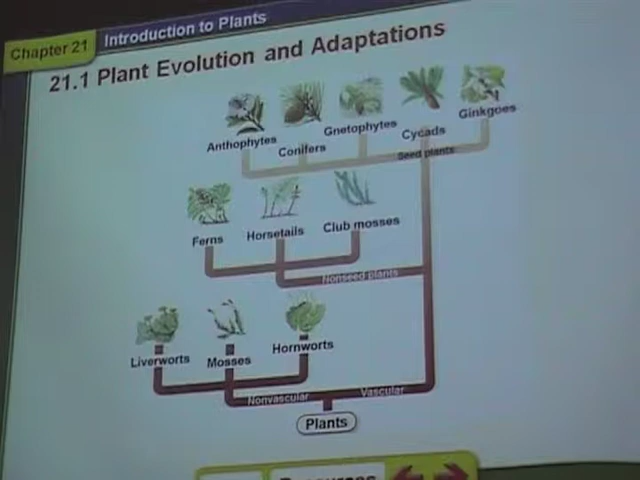 Chapter 21
Introduction to Plants
21.1 Plant Evolution and Adaptations
Anthophytes
Conifers
Gnetophytes
Cycads
Ginkgoes
Seed plants
Ferns
Horsetails
Club mosses
Nonseed plants
Liverworts
Mosses
Hornworts
Nonvascular
Vascular
Plants
Resources